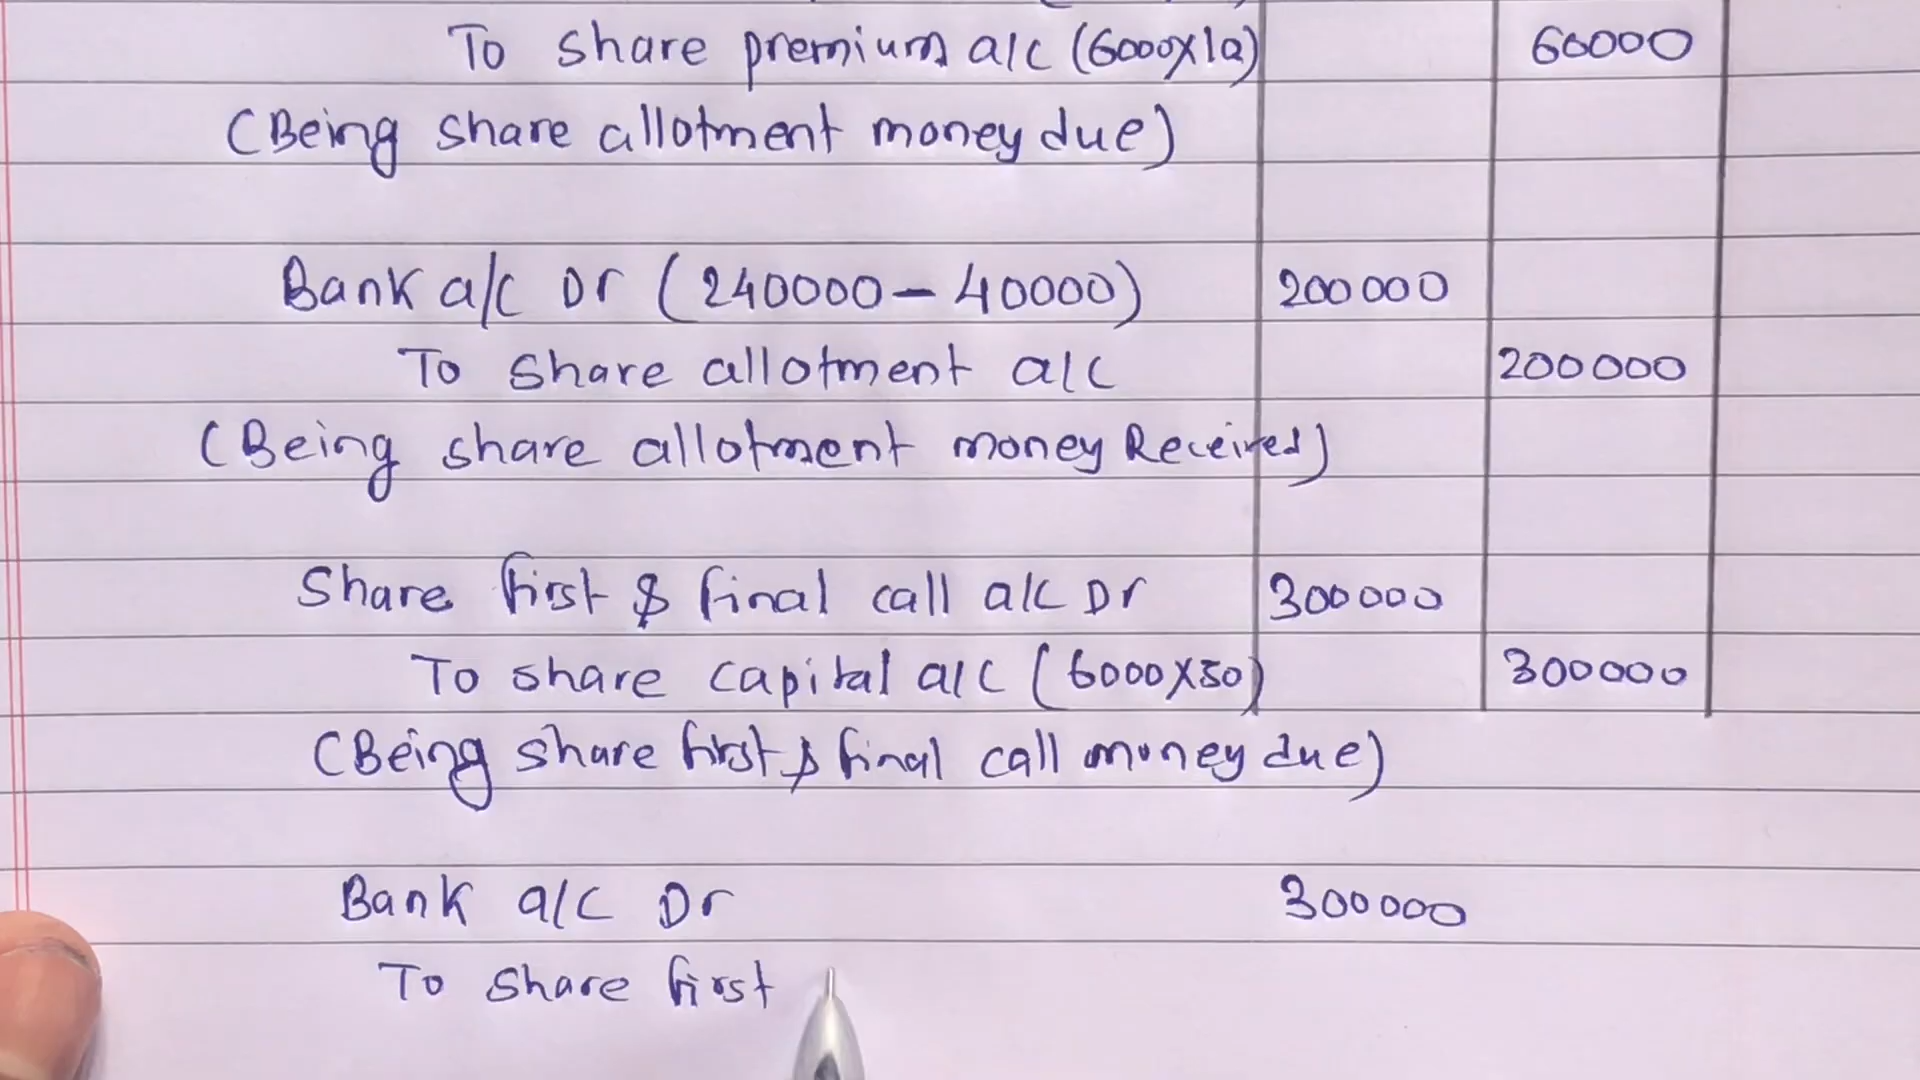 To share premium a/c (6000x10) 60000
(Being share allotment money due)
Bank a/c Dr (240000-40000) 200000
To share allotment a/c 200000
(Being share allotment money Received)
Share first & final call a/c Dr 300000
To share capital a/c (6000x50) 300000
(Being share first & final call money due)
Bank a/c Dr 300000
To share first